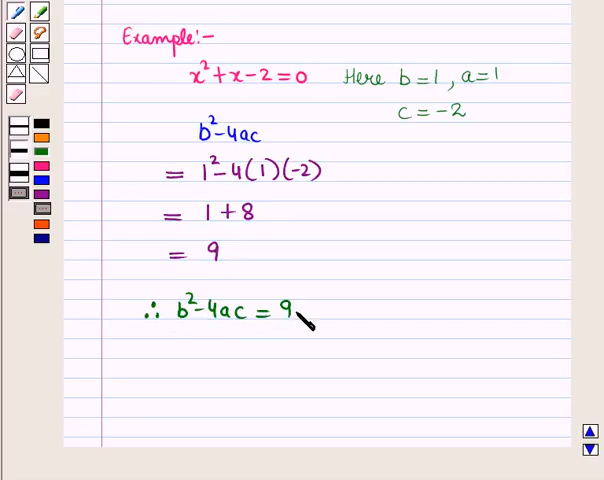 Example:-
x²+x-2=0 Here b=1, a=1
c=-2
b²-4ac
= 1²-4(1)(-2)
= 1+8
= 9
∴ b²-4ac = 9